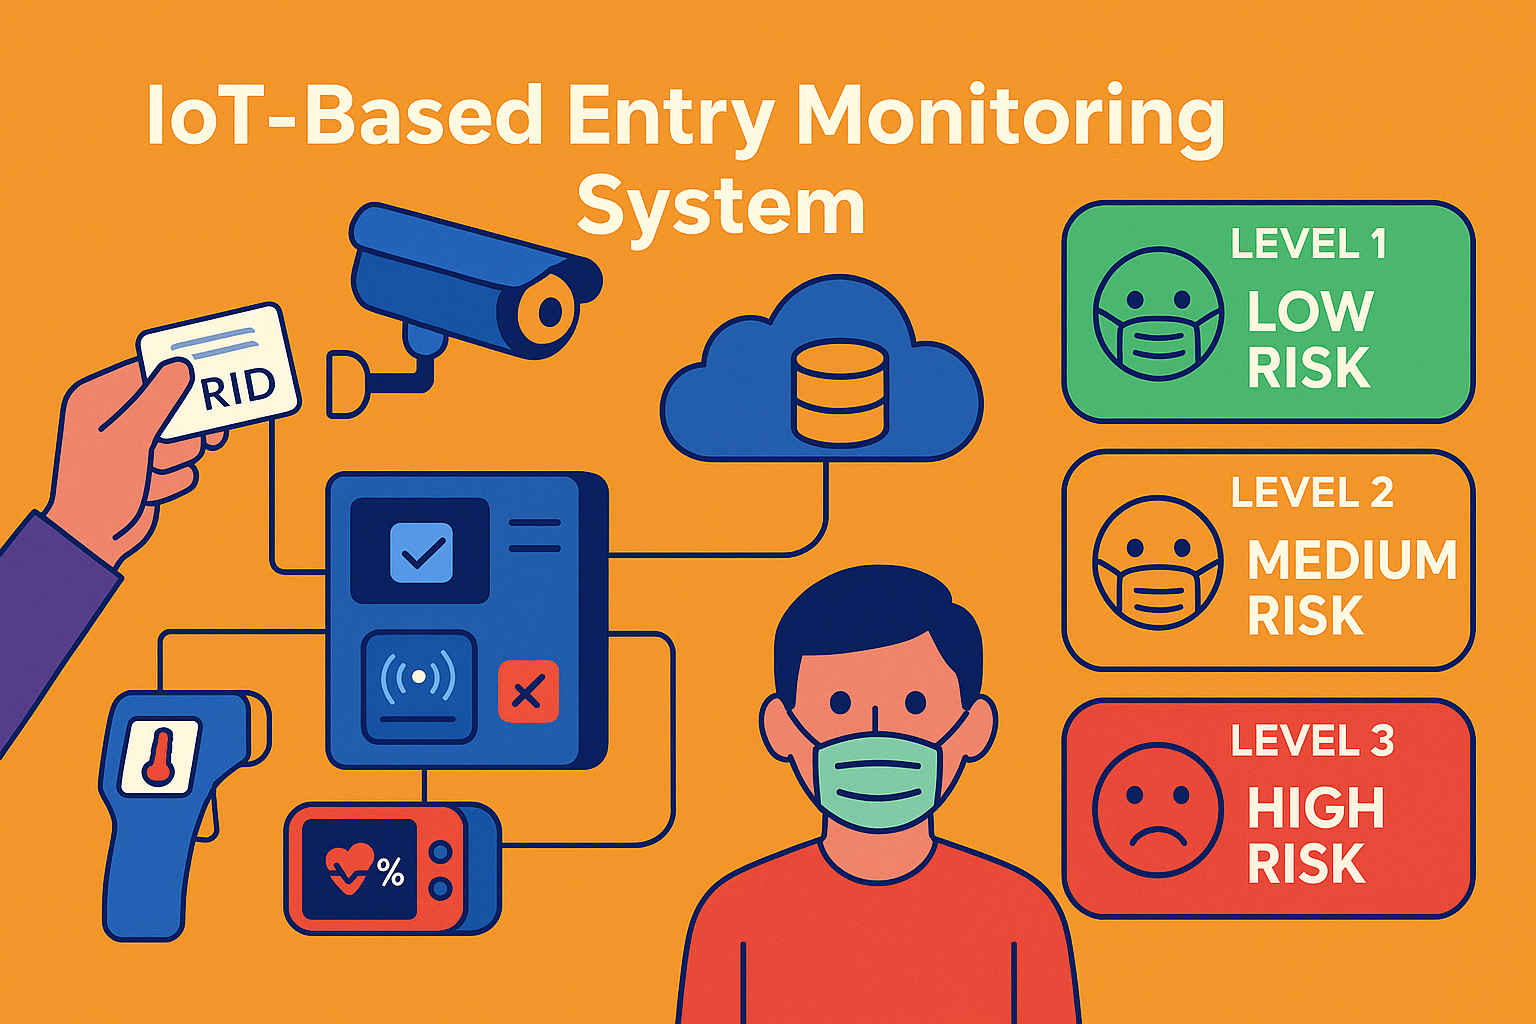 IoT-Based Entry Monitoring
System
RID
%
LEVEL 1
LOW
RISK
LEVEL 2
MEDIUM
RISK
LEVEL 3
HIGH
RISK